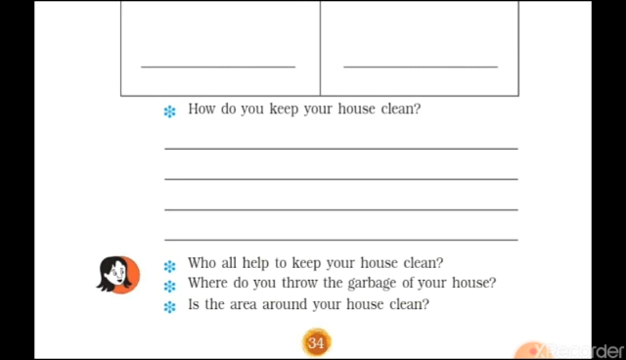 How do you keep your house clean?
Who all help to keep your house clean?
Where do you throw the garbage of your house?
Is the area around your house clean?
34